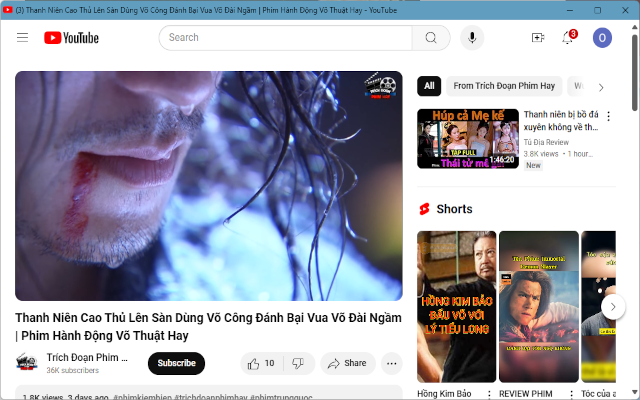 (3) Thanh Niên Cao Thủ Lên Sàn Dùng Võ Công Đánh Bại Vua Võ Đài Ngầm | Phim Hành Động Võ Thuật Hay - YouTube
YouTube
Search
3
O
All
From Trích Đoạn Phim Hay
Húp cả Mẹ kế
TẬP FULL
Thái tử mê gái
1:46:20
Thanh niên bị bồ đá
xuyên không về th...
Tú Địa Review
3.8K views • 1 hour...
New
Shorts
HỒNG KIM BẢO
ĐẤU VÕ VỚI
LÝ TIỂU LONG
Hồng Kim Bảo
REVIEW PHIM
Tóc của a
Thanh Niên Cao Thủ Lên Sàn Dùng Võ Công Đánh Bại Vua Võ Đài Ngầm
| Phim Hành Động Võ Thuật Hay
Trích Đoạn Phim ...
36K subscribers
Subscribe
10
Share
1.8K views 3 days ago #phimkiemhiep #trichdoanphimhay #phimtrungquoc